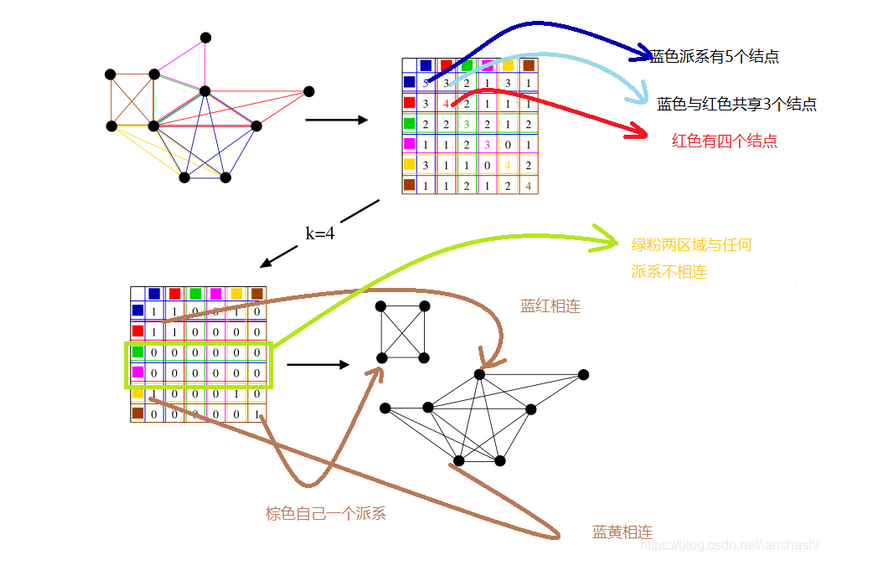 蓝色派系有5个结点
5 3 2 1 3 1
蓝色与红色共享3个结点
3 4 2 1 1 1
2 2 3 2 1 2
红色有四个结点
1 1 2 3 0 1
3 1 1 0 4 2
1 1 2 1 2 4
k=4
绿粉两区域与任何
派系不相连
蓝红相连
1 1 0 0 1 0
1 1 0 0 0 0
0 0 0 0 0 0
0 0 0 0 0 0
1 0 0 0 1 0
0 0 0 0 0 1
棕色自己一个派系
蓝黄相连
https://blog.csdn.net/lansheshi